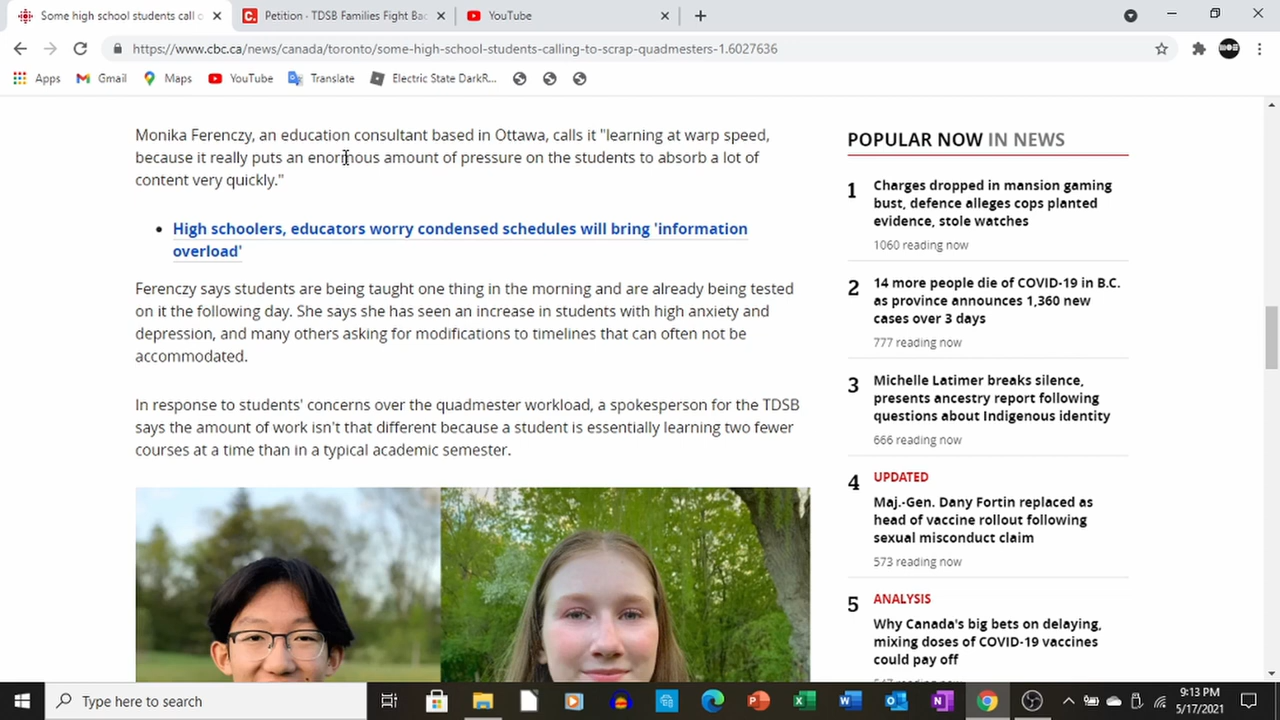 Some high school students call o
Petition · TDSB Families Fight Bac
YouTube
https://www.cbc.ca/news/canada/toronto/some-high-school-students-calling-to-scrap-quadmesters-1.6027636
Apps
Gmail
Maps
YouTube
Translate
Electric State DarkR...
Monika Ferenczy, an education consultant based in Ottawa, calls it "learning at warp speed,
because it really puts an enormous amount of pressure on the students to absorb a lot of
content very quickly."
High schoolers, educators worry condensed schedules will bring 'information
overload'
Ferenczy says students are being taught one thing in the morning and are already being tested
on it the following day. She says she has seen an increase in students with high anxiety and
depression, and many others asking for modifications to timelines that can often not be
accommodated.
In response to students' concerns over the quadmester workload, a spokesperson for the TDSB
says the amount of work isn't that different because a student is essentially learning two fewer
courses at a time than in a typical academic semester.
POPULAR NOW IN NEWS
1
Charges dropped in mansion gaming
bust, defence alleges cops planted
evidence, stole watches
1060 reading now
2
14 more people die of COVID-19 in B.C.
as province announces 1,360 new
cases over 3 days
777 reading now
3
Michelle Latimer breaks silence,
presents ancestry report following
questions about Indigenous identity
666 reading now
4
UPDATED
Maj.-Gen. Dany Fortin replaced as
head of vaccine rollout following
sexual misconduct claim
573 reading now
5
ANALYSIS
Why Canada's big bets on delaying,
mixing doses of COVID-19 vaccines
could pay off
Type here to search
9:13 PM
5/17/2021